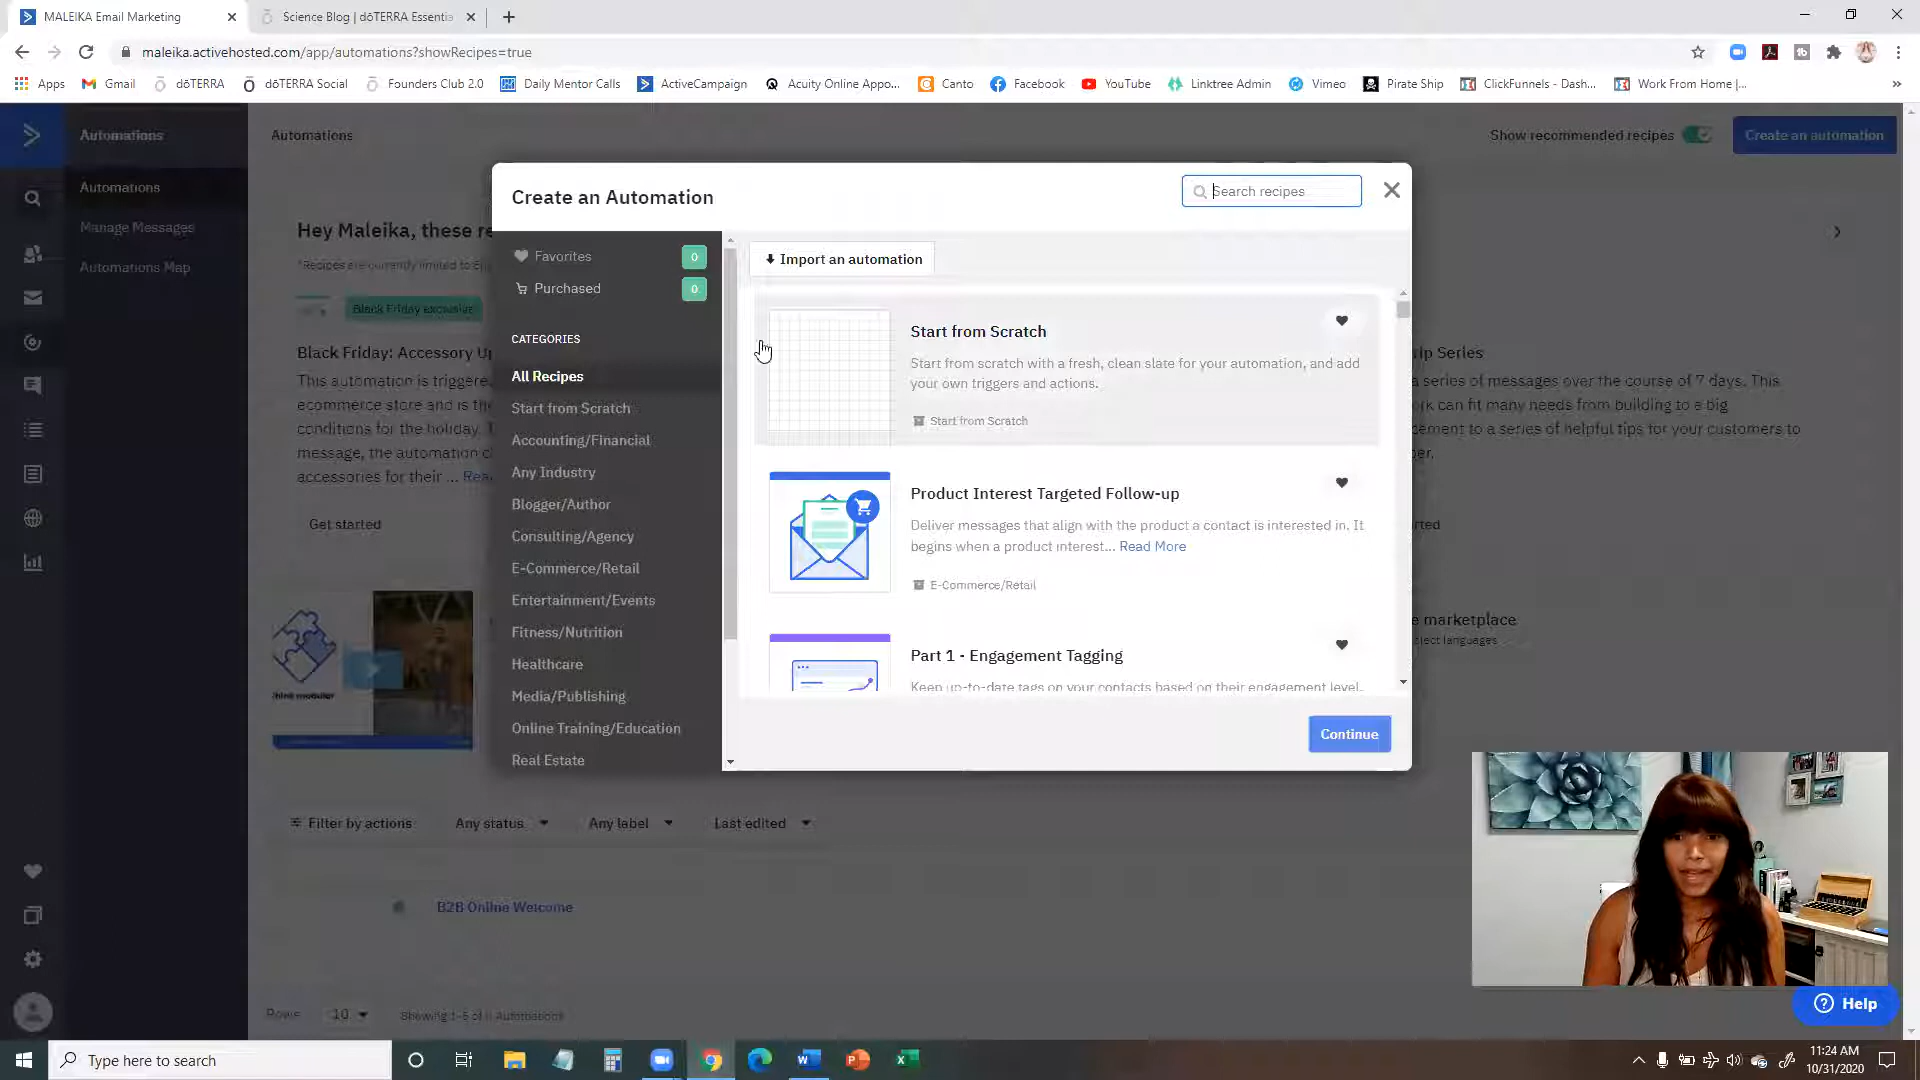 MALEIKA Email Marketing
Science Blog | dōTERRA Essentia
maleika.activehosted.com/app/automations?showRecipes=true
Apps Gmail dōTERRA dōTERRA Social Founders Club 2.0 Daily Mentor Calls ActiveCampaign Acuity Online Appo... Canto Facebook YouTube Linktree Admin Vimeo Pirate Ship ClickFunnels - Dash... Work From Home |...
Automations
Automations
Manage Messages
Automations Map
Automations
Show recommended recipes
Create an automation
Hey Maleika, these re
*Recipes are currently limited to E
Black Friday exclusive
Black Friday: Accessory Up
This automation is triggere
ecommerce store and is the
conditions for the holiday. T
message, the automation c
accessories for their ... Rea
Get started
ip Series
a series of messages over the course of 7 days. This
rk can fit many needs from building to a big
cement to a series of helpful tips for your customers to
er.
rted
e marketplace
lect languages
Create an Automation
Search recipes
Favorites 0
Purchased 0
CATEGORIES
All Recipes
Start from Scratch
Accounting/Financial
Any Industry
Blogger/Author
Consulting/Agency
E-Commerce/Retail
Entertainment/Events
Fitness/Nutrition
Healthcare
Media/Publishing
Online Training/Education
Real Estate
Import an automation
Start from Scratch
Start from scratch with a fresh, clean slate for your automation, and add
your own triggers and actions.
Start from Scratch
Product Interest Targeted Follow-up
Deliver messages that align with the product a contact is interested in. It
begins when a product interest... Read More
E-Commerce/Retail
Part 1 - Engagement Tagging
Keep up-to-date tags on your contacts based on their engagement level.
Continue
Think modular
Filter by actions Any status Any label Last edited
B2B Online Welcome
Rows 10
Help
Type here to search
11:24 AM
10/31/2020